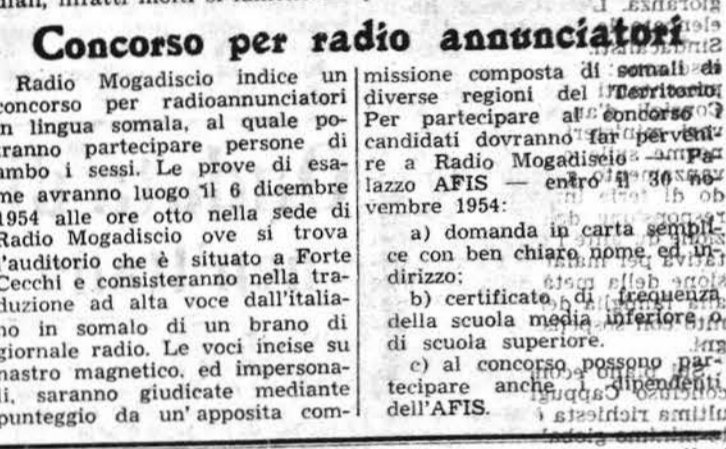 Concorso per radio annunciatori
Radio Mogadiscio indice un
concorso per radioannunciatori
in lingua somala, al quale po-
tranno partecipare persone di
ambo i sessi. Le prove di esa-
me avranno luogo il 6 dicembre
1954 alle ore otto nella sede di
Radio Mogadiscio ove si trova
l'auditorio che è situato a Forte
Cecchi e consisteranno nella tra-
duzione ad alta voce dall'italia-
no in somalo di un brano di
giornale radio. Le voci incise su
nastro magnetico, ed impersona-
li, saranno giudicate mediante
punteggio da un' apposita com-
missione composta di somali di
diverse regioni del Territorio.
Per partecipare al concorso i
candidati dovranno far perveni-
re a Radio Mogadiscio — Pa-
lazzo AFIS — entro il 30 no-
vembre 1954:
a) domanda in carta sempli-
ce con ben chiaro nome ed in-
dirizzo;
b) certificato di frequenza
della scuola media inferiore o
di scuola superiore.
c) al concorso possono par-
tecipare anche i dipendenti
dell'AFIS.